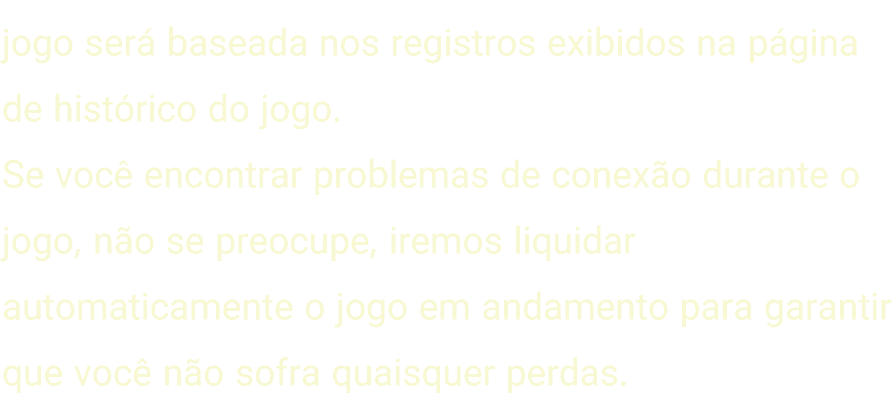 jogo será baseada nos registros exibidos na página
de histórico do jogo.
Se você encontrar problemas de conexão durante o
jogo, não se preocupe, iremos liquidar
automaticamente o jogo em andamento para garantir
que você não sofra quaisquer perdas.